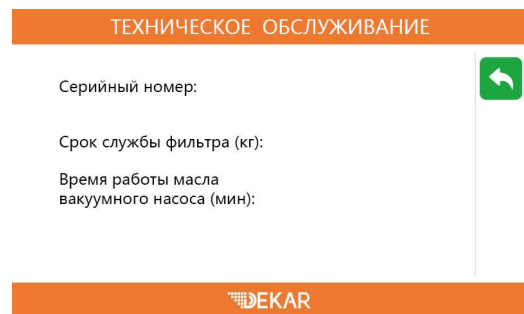 ТЕХНИЧЕСКОЕ ОБСЛУЖИВАНИЕ
Серийный номер:
Срок службы фильтра (кг):
Время работы масла
вакуумного насоса (мин):
DEKAR